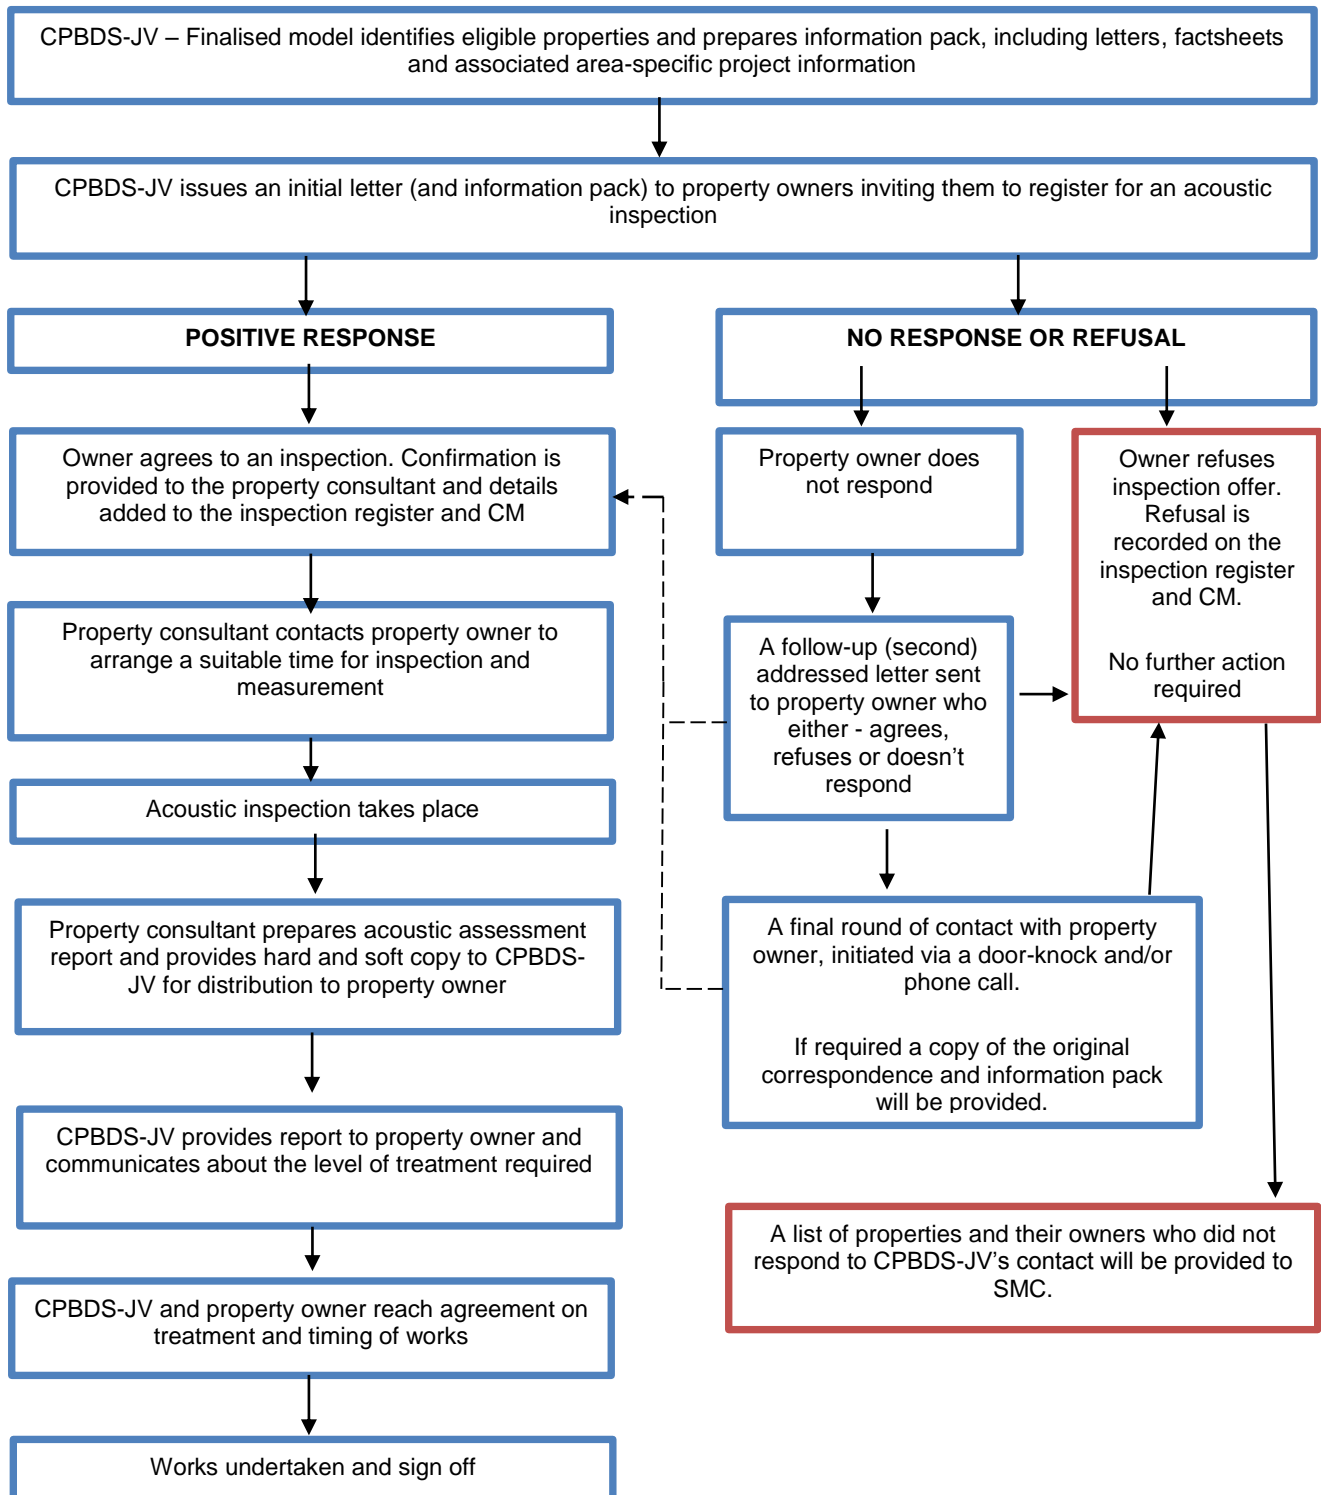 CPBDS-JV – Finalised model identifies eligible properties and prepares information pack, including letters, factsheets
and associated area-specific project information
CPBDS-JV issues an initial letter (and information pack) to property owners inviting them to register for an acoustic
inspection
POSITIVE RESPONSE
NO RESPONSE OR REFUSAL
Owner agrees to an inspection. Confirmation is
provided to the property consultant and details
added to the inspection register and CM
Property consultant contacts property owner to
arrange a suitable time for inspection and
measurement
Acoustic inspection takes place
Property consultant prepares acoustic assessment
report and provides hard and soft copy to CPBDS-
JV for distribution to property owner
CPBDS-JV provides report to property owner and
communicates about the level of treatment required
CPBDS-JV and property owner reach agreement on
treatment and timing of works
Works undertaken and sign off
Property owner does
not respond
A follow-up (second)
addressed letter sent
to property owner who
either - agrees,
refuses or doesn’t
respond
A final round of contact with property
owner, initiated via a door-knock and/or
phone call.
If required a copy of the original
correspondence and information pack
will be provided.
Owner refuses
inspection offer.
Refusal is
recorded on the
inspection register
and CM.
No further action
required
A list of properties and their owners who did not
respond to CPBDS-JV’s contact will be provided to
SMC.